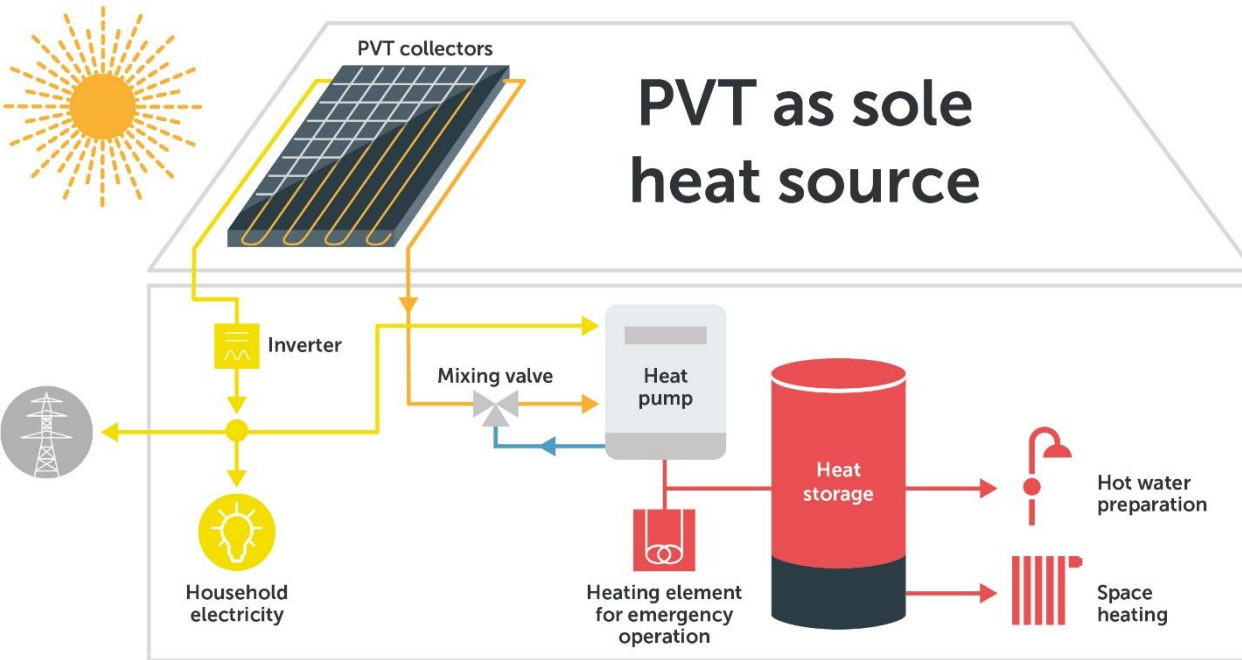 PVT collectors
PVT as sole
heat source
Inverter
Mixing valve
Heat
pump
Heat
storage
Hot water
preparation
Household
electricity
Heating element
for emergency
operation
Space
heating